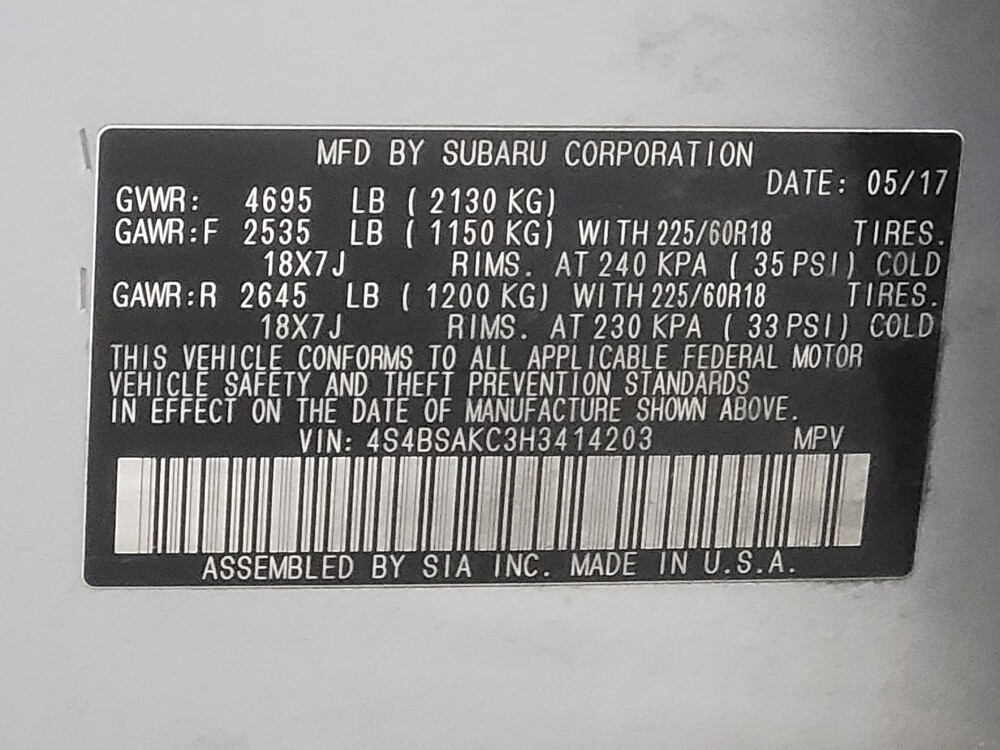 MFD BY SUBARU CORPORATION
DATE: 05/17
GVWR: 4695 LB ( 2130 KG)
GAWR:F 2535 LB ( 1150 KG) WITH 225/60R18 TIRES.
18X7J RIMS. AT 240 KPA ( 35 PSI) COLD
GAWR:R 2645 LB ( 1200 KG) WITH 225/60R18 TIRES.
18X7J RIMS. AT 230 KPA ( 33 PSI) COLD
THIS VEHICLE CONFORMS TO ALL APPLICABLE FEDERAL MOTOR
VEHICLE SAFETY AND THEFT PREVENTION STANDARDS
IN EFFECT ON THE DATE OF MANUFACTURE SHOWN ABOVE.
VIN: 4S4BSAKC3H3414203 MPV
ASSEMBLED BY SIA INC. MADE IN U.S.A.